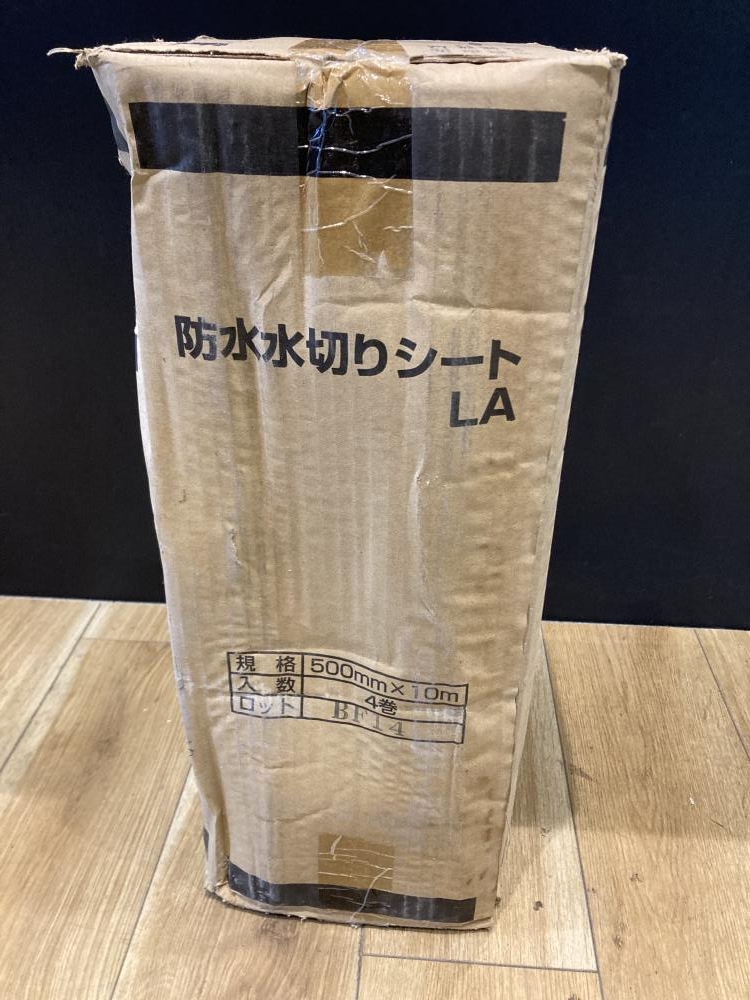 防水水切りシート
LA
規格 500mm×10m
入数 4巻
ロット BF14